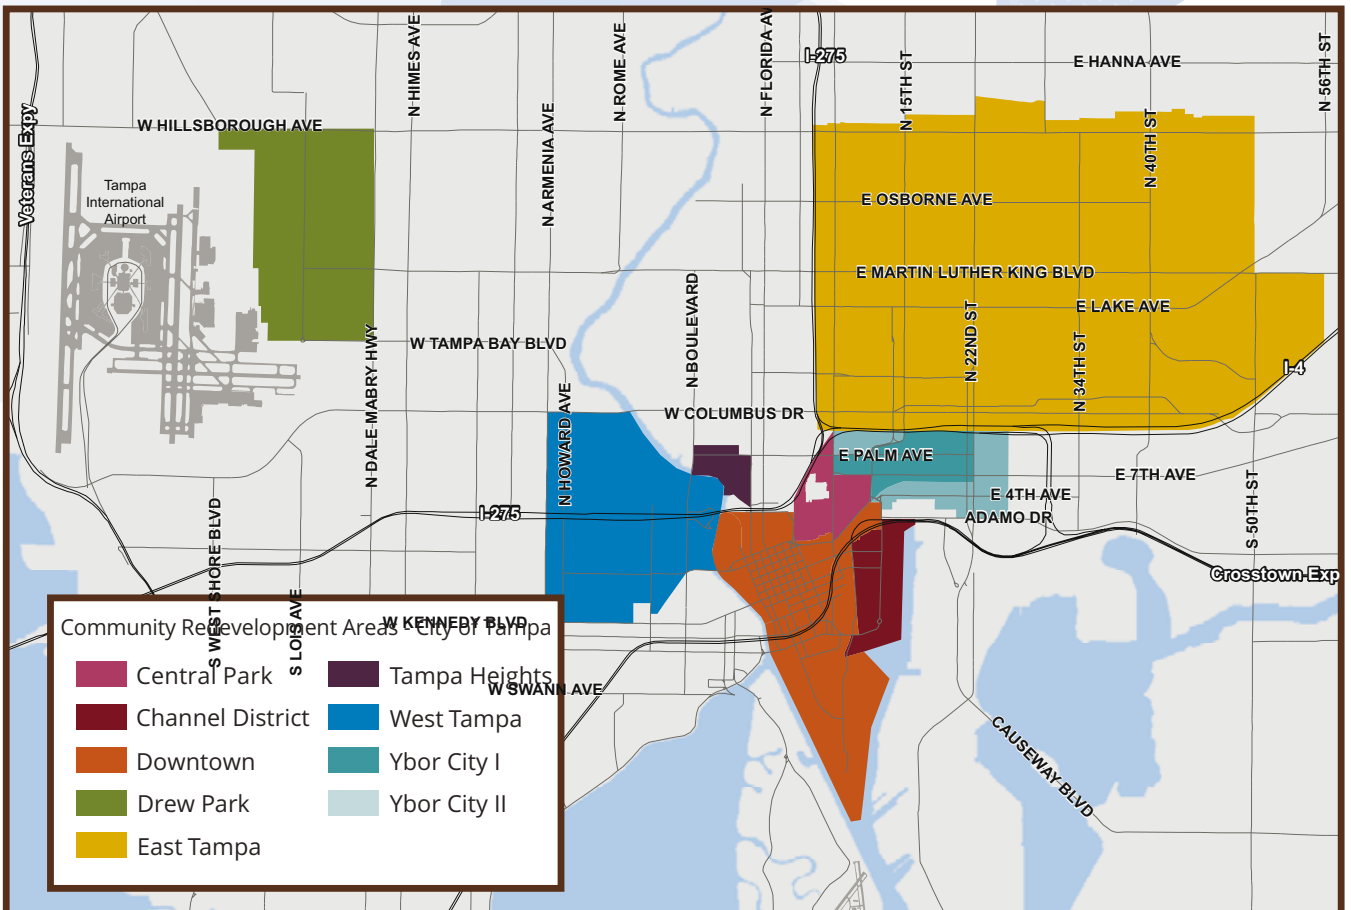 N HIMES AVE
N ROME AVE
N FLORIDA AV
I-275
N 15TH ST
E HANNA AVE
N 56TH ST
Veterans Expy
W HILLSBOROUGH AVE
N ARMENIA AVE
N 40TH ST
Tampa
International
Airport
E OSBORNE AVE
E MARTIN LUTHER KING BLVD
E LAKE AVE
N BOULEVARD
N 22ND ST
N 34TH ST
N DALE MABRY HWY
W TAMPA BAY BLVD
I-4
N HOWARD AVE
W COLUMBUS DR
E PALM AVE
E 7TH AVE
E 4TH AVE
S 50TH ST
I-275
ADAMO DR
S WEST SHORE BLVD
Crosstown Exp
S LOIS AVE
W KENNEDY BLVD
Community Redevelopment Areas - City of Tampa
Central Park
Tampa Heights
W SWANN AVE
Channel District
West Tampa
Downtown
Ybor City I
Drew Park
Ybor City II
East Tampa
CAUSEWAY BLVD